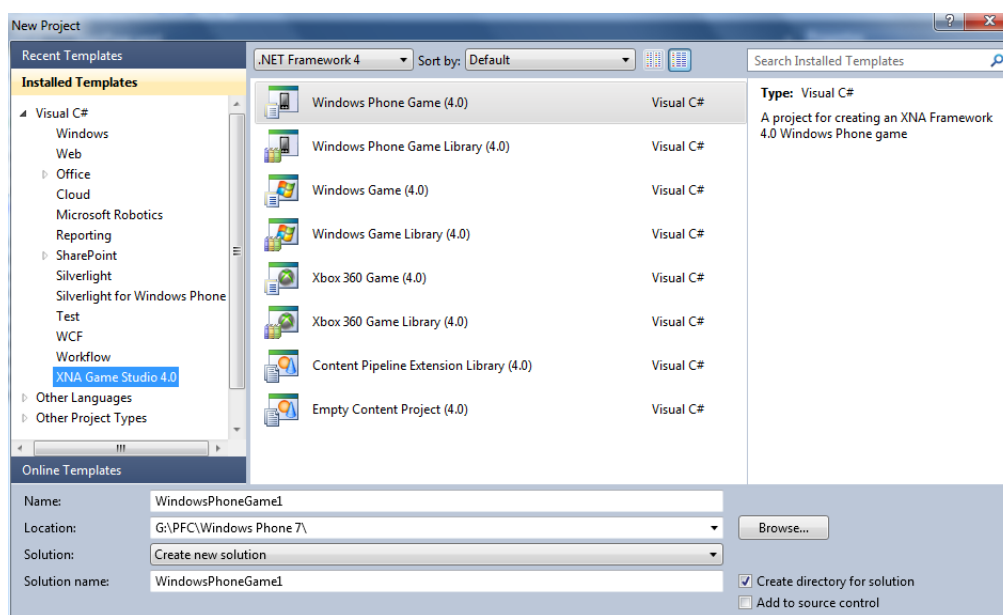 New Project
Recent Templates
Installed Templates
Visual C#
Windows
Web
Office
Cloud
Microsoft Robotics
Reporting
SharePoint
Silverlight
Silverlight for Windows Phone
Test
WCF
Workflow
XNA Game Studio 4.0
Other Languages
Other Project Types
Online Templates
.NET Framework 4 Sort by: Default
Windows Phone Game (4.0) Visual C#
Windows Phone Game Library (4.0) Visual C#
Windows Game (4.0) Visual C#
Windows Game Library (4.0) Visual C#
Xbox 360 Game (4.0) Visual C#
Xbox 360 Game Library (4.0) Visual C#
Content Pipeline Extension Library (4.0) Visual C#
Empty Content Project (4.0) Visual C#
Search Installed Templates
Type: Visual C#
A project for creating an XNA Framework
4.0 Windows Phone game
Name: WindowsPhoneGame1
Location: G:\PFC\Windows Phone 7\ Browse...
Solution: Create new solution
Solution name: WindowsPhoneGame1
Create directory for solution
Add to source control